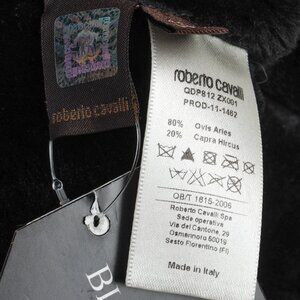 roberto cavalli
roberto cavalli
QDP812 ZX001
PROD-11-1462
80% Ovis Aries
20% Capra Hircus
QB/T 1615-2006
Roberto Cavalli Spa
Sede operativa
Via del Cantone, 29
Osmannoro 50019
Sesto Fiorentino (FI)
Made in Italy